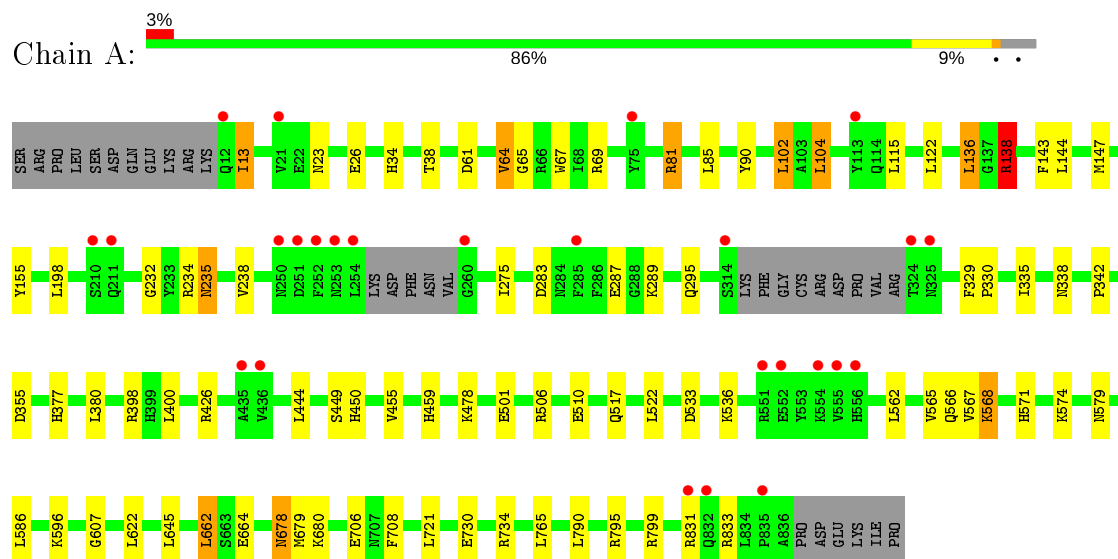 3%
Chain A:
86% 9% • •
SER ARG PRO LEU SER ASP GLN GLU LYS ARG LYS Q12 I13 V21 E22 N23 E26 H34 T38 D61 V64 G65 R66 W67 I68 R69 Y75 R81 L85 Y90 L102 A103 L104 Y113 Q114 L115 L122 L136 G137 R138 F143 L144 M147
Y155 L198 S210 Q211 G232 Y233 R234 N235 V238 N250 D251 F252 N253 L254 LYS ASP PHE ASN VAL G260 I275 D283 N284 F285 F286 E287 G288 K289 Q295 S314 LYS PHE GLY CYS ARG ASP PRO VAL ARG T324 N325 F329 P330 I335 N338 P342
D355 H377 L380 R398 H399 L400 R426 A435 V436 L444 S449 H450 V455 H459 K478 E501 R506 E510 Q517 L522 D533 K536 R551 E552 Y553 K554 V555 H556 L562 V565 Q566 V567 K568 H571 K574 N579
L586 K596 G607 L622 L645 L662 S663 E664 N678 M679 K680 E706 N707 F708 L721 E730 R734 L765 L790 R795 R799 R831 Q832 R833 L834 P835 A836 PRO ASP GLU LYS ILE PRO